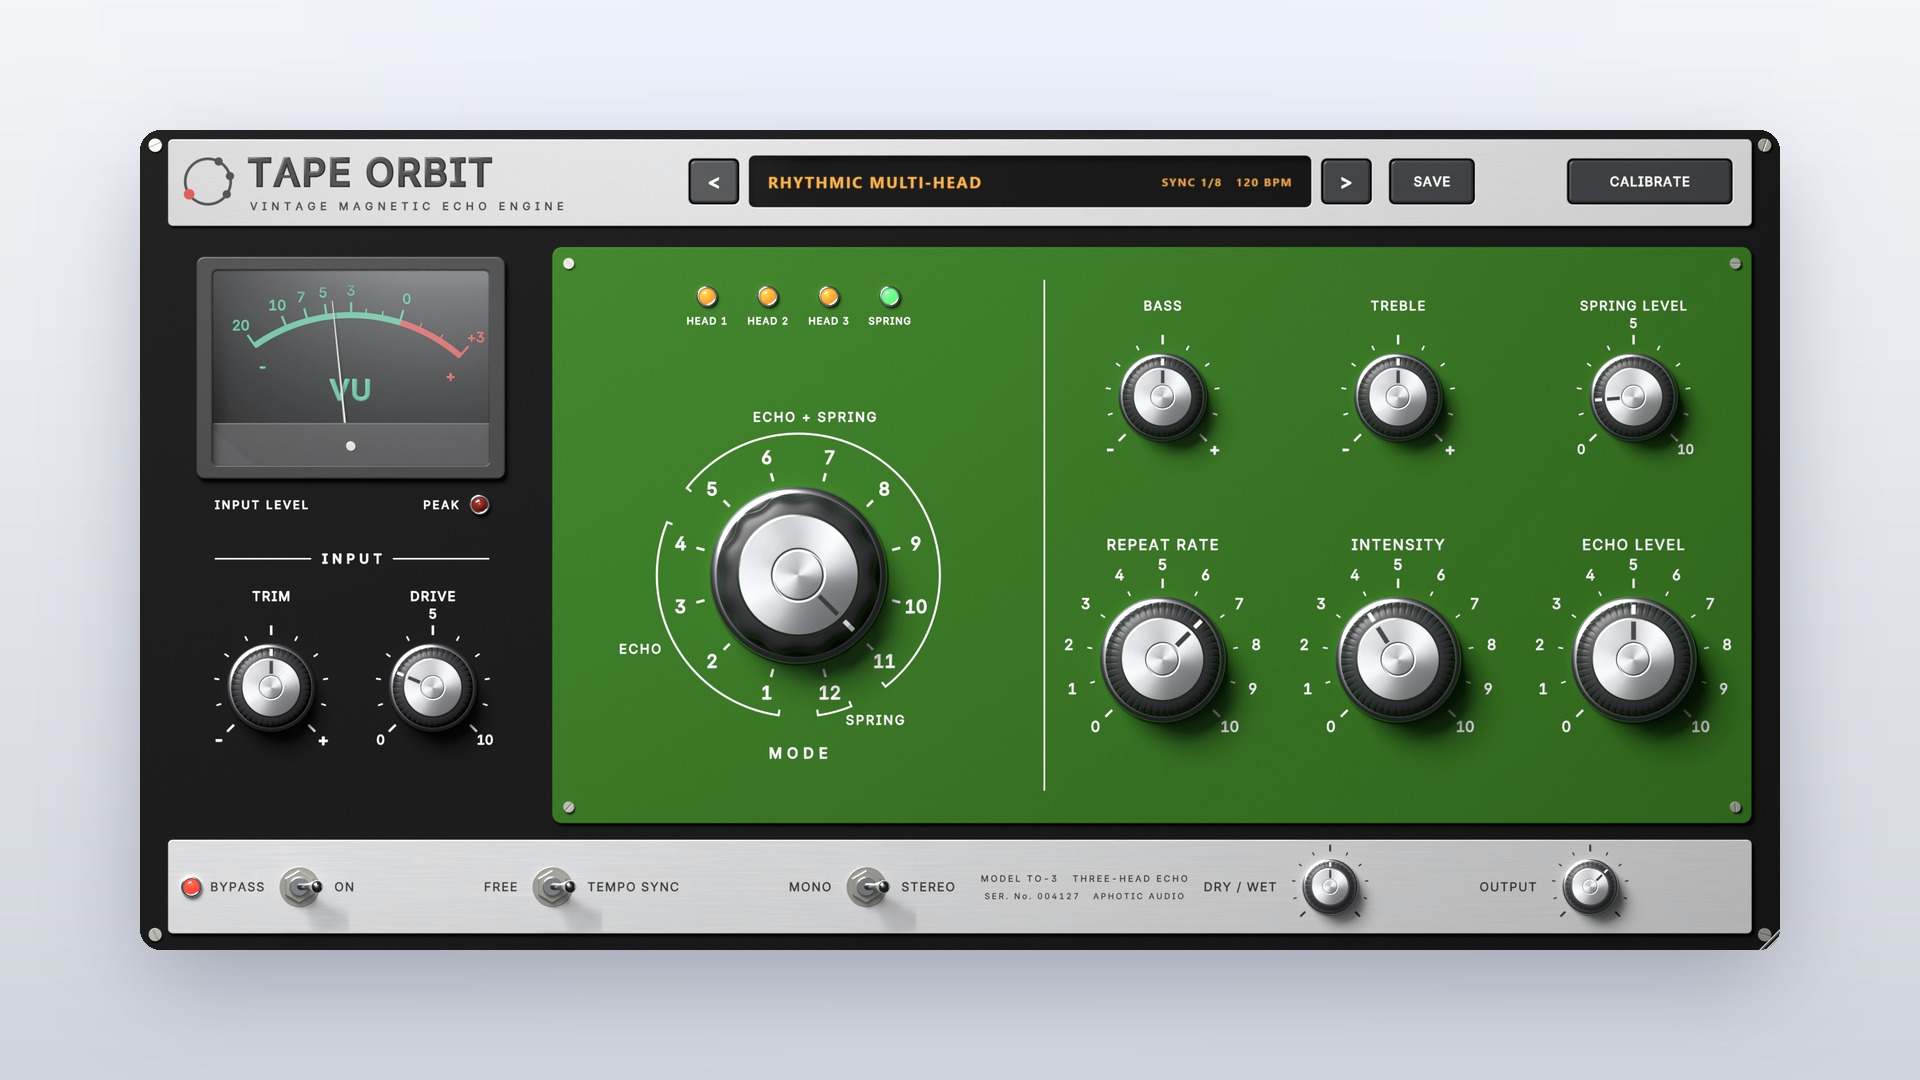 TAPE ORBIT
VINTAGE MAGNETIC ECHO ENGINE
<
RHYTHMIC MULTI-HEAD
SYNC 1/8 120 BPM
>
SAVE
CALIBRATE
20 10 7 5 3 0 +3
- +
VU
INPUT LEVEL
PEAK
INPUT
TRIM
- +
DRIVE
5
0 10
HEAD 1
HEAD 2
HEAD 3
SPRING
ECHO + SPRING
1 2 3 4 5 6 7 8 9 10 11 12
ECHO
SPRING
MODE
BASS
- +
TREBLE
- +
SPRING LEVEL
5
0 10
REPEAT RATE
0 1 2 3 4 5 6 7 8 9 10
INTENSITY
0 1 2 3 4 5 6 7 8 9 10
ECHO LEVEL
0 1 2 3 4 5 6 7 8 9 10
BYPASS
ON
FREE
TEMPO SYNC
MONO
STEREO
MODEL TO-3 THREE-HEAD ECHO
SER. No. 004127 APHOTIC AUDIO
DRY / WET
OUTPUT